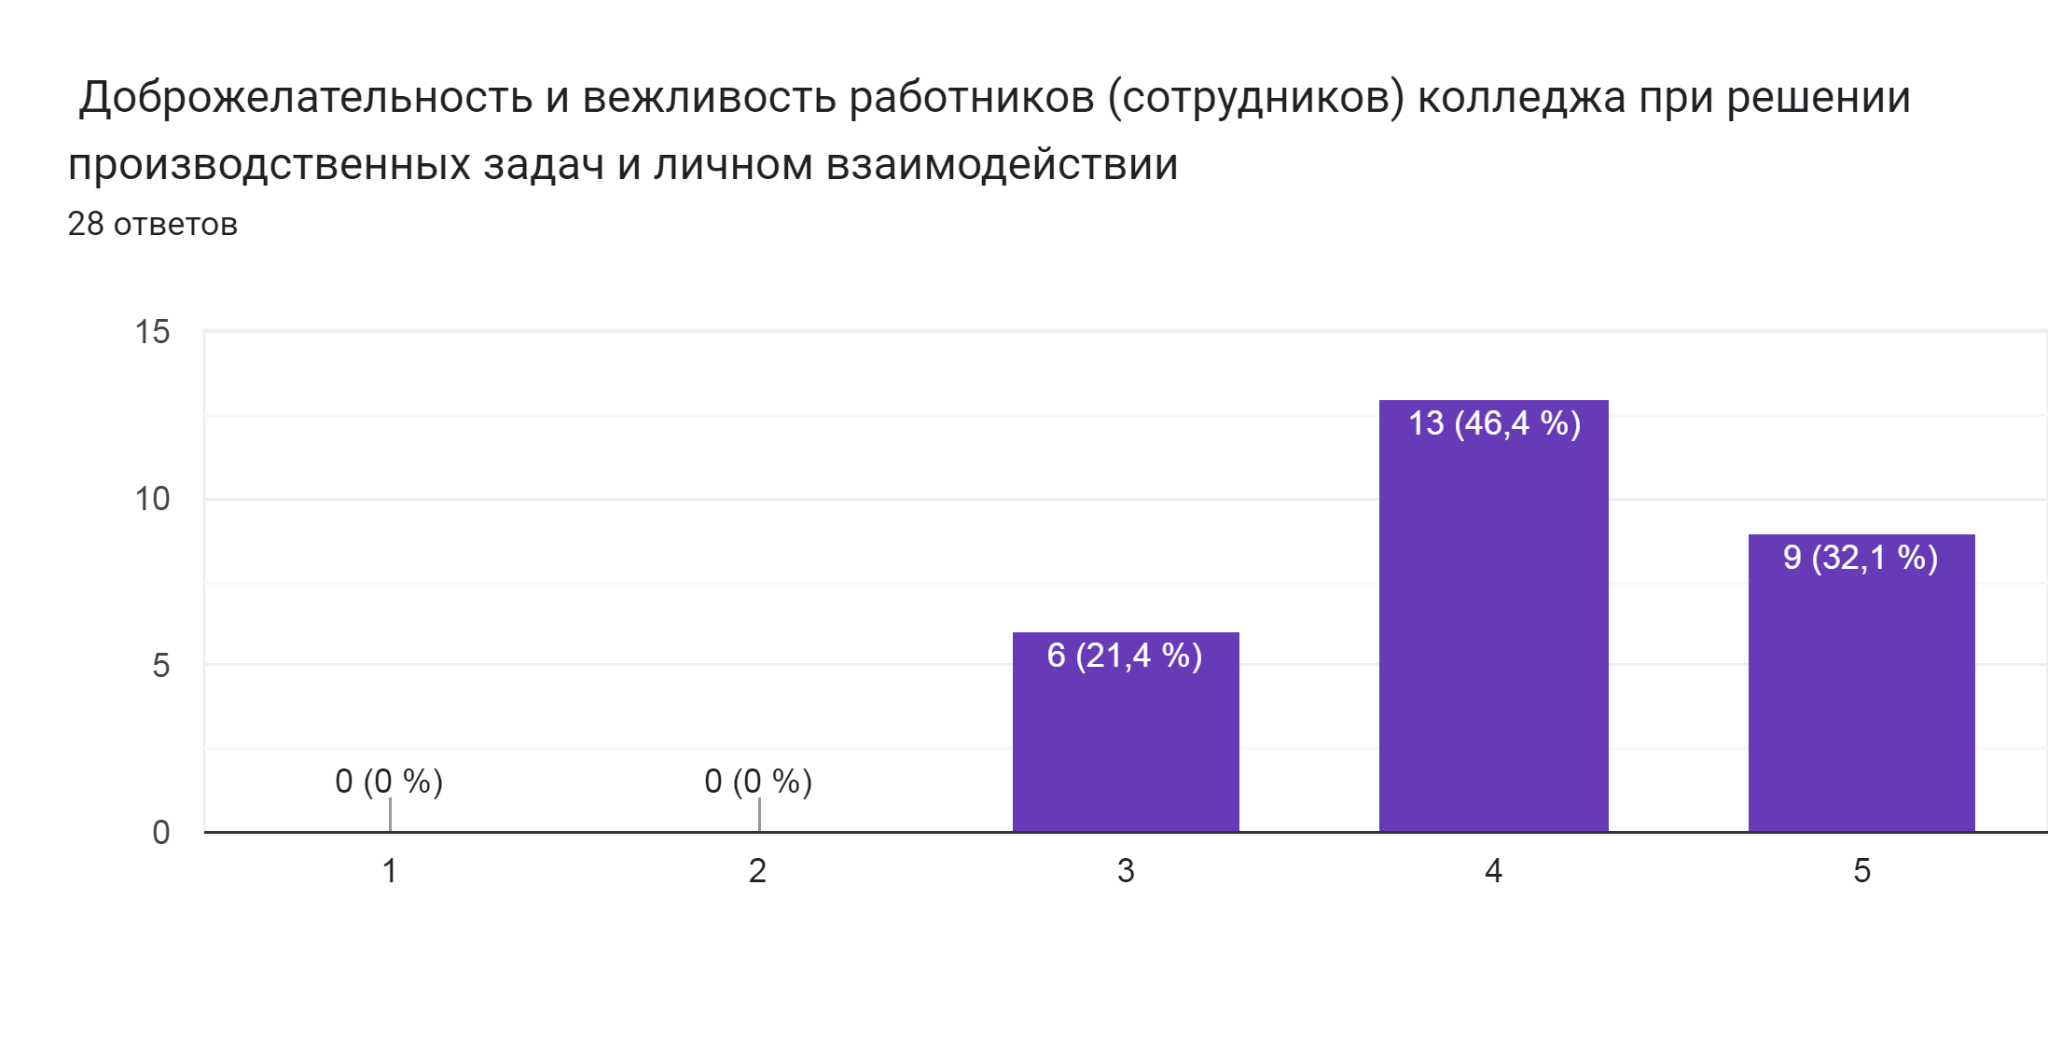 Доброжелательность и вежливость работников (сотрудников) колледжа при решении
производственных задач и личном взаимодействии
28 ответов
15
10
5
0
0 (0 %)
0 (0 %)
6 (21,4 %)
13 (46,4 %)
9 (32,1 %)
1
2
3
4
5